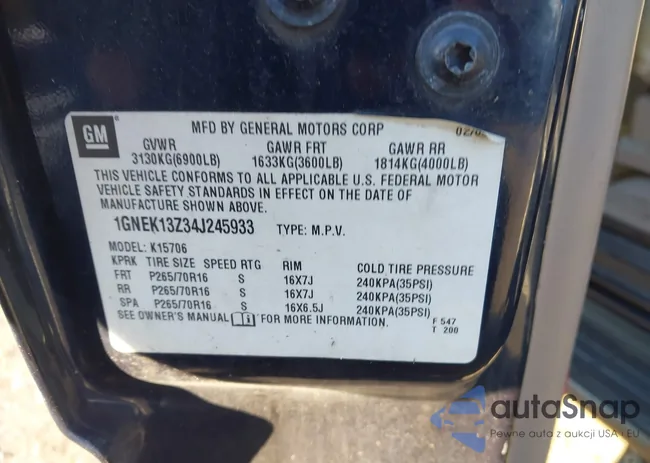 GM
MFD BY GENERAL MOTORS CORP
GVWR GAWR FRT GAWR RR
3130KG(6900LB) 1633KG(3600LB) 1814KG(4000LB)
THIS VEHICLE CONFORMS TO ALL APPLICABLE U.S. FEDERAL MOTOR
VEHICLE SAFETY STANDARDS IN EFFECT ON THE DATE OF
MANUFACTURE SHOWN ABOVE.
1GNEK13Z34J245933 TYPE: M.P.V.
MODEL: K15706
KPRK TIRE SIZE SPEED RTG RIM COLD TIRE PRESSURE
FRT P265/70R16 S 16X7J 240KPA(35PSI)
RR P265/70R16 S 16X7J 240KPA(35PSI)
SPA P265/70R16 S 16X6.5J 240KPA(35PSI)
SEE OWNER'S MANUAL FOR MORE INFORMATION.
F 547
T 200
autoSnap
Pewne auta z aukcji USA i EU